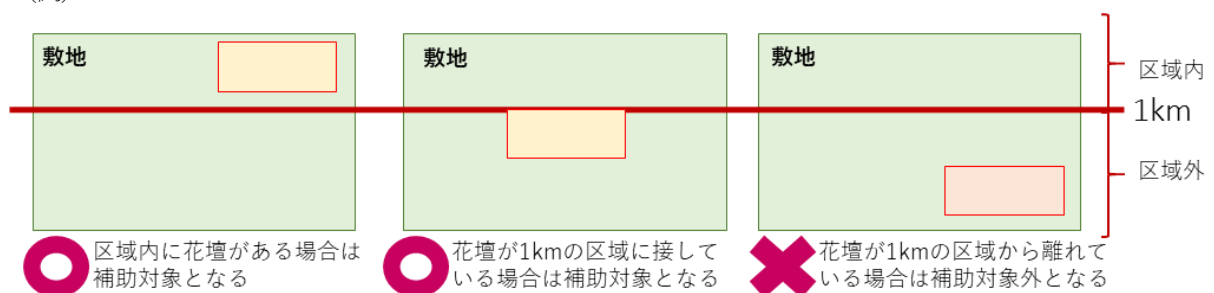 敷地
敷地
敷地
区域内
1km
区域外
区域内に花壇がある場合は
補助対象となる
花壇が1kmの区域に接して
いる場合は補助対象となる
花壇が1kmの区域から離れて
いる場合は補助対象外となる